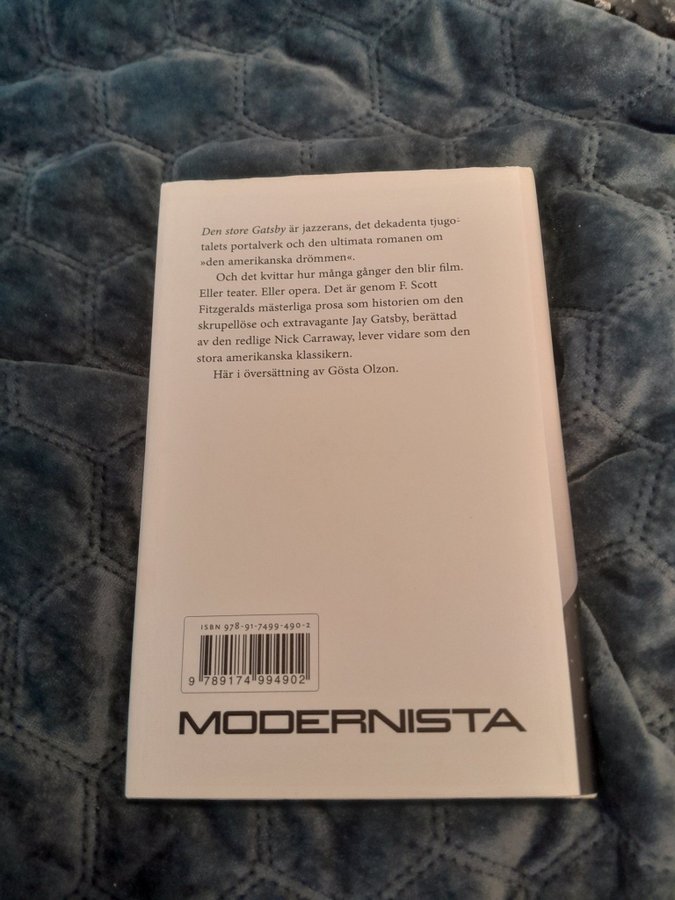 Den store Gatsby är jazzerans, det dekadenta tjugo-
talets portalverk och den ultimata romanen om
»den amerikanska drömmen«.
Och det kvittar hur många gånger den blir film.
Eller teater. Eller opera. Det är genom F. Scott
Fitzgeralds mästerliga prosa som historien om den
skrupellöse och extravagante Jay Gatsby, berättad
av den redlige Nick Carraway, lever vidare som den
stora amerikanska klassikern.
Här i översättning av Gösta Olzon.
ISBN 978-91-7499-490-2
9 789174 994902
MODERNISTA